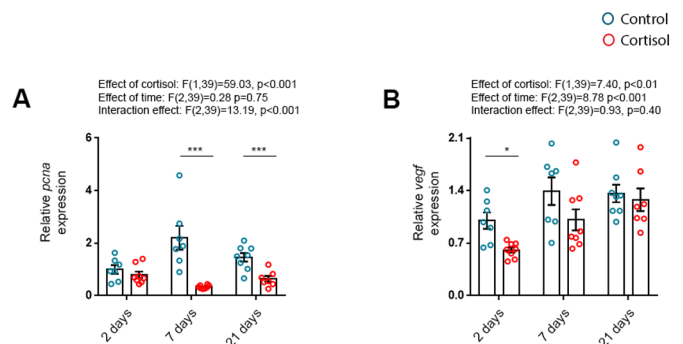 Control
Cortisol
A
Effect of cortisol: F(1,39)=59.03, p<0.001
Effect of time: F(2,39)=0.28 p=0.75
Interaction effect: F(2,39)=13.19, p<0.001
Relative pcna
expression
6
4
2
0
***
***
2 days
7 days
21 days
B
Effect of cortisol: F(1,39)=7.40, p<0.01
Effect of time: F(2,39)=8.78 p<0.001
Interaction effect: F(2,39)=0.93, p=0.40
Relative vegf
expression
2.1
1.4
0.7
0.0
*
2 days
7 days
21 days